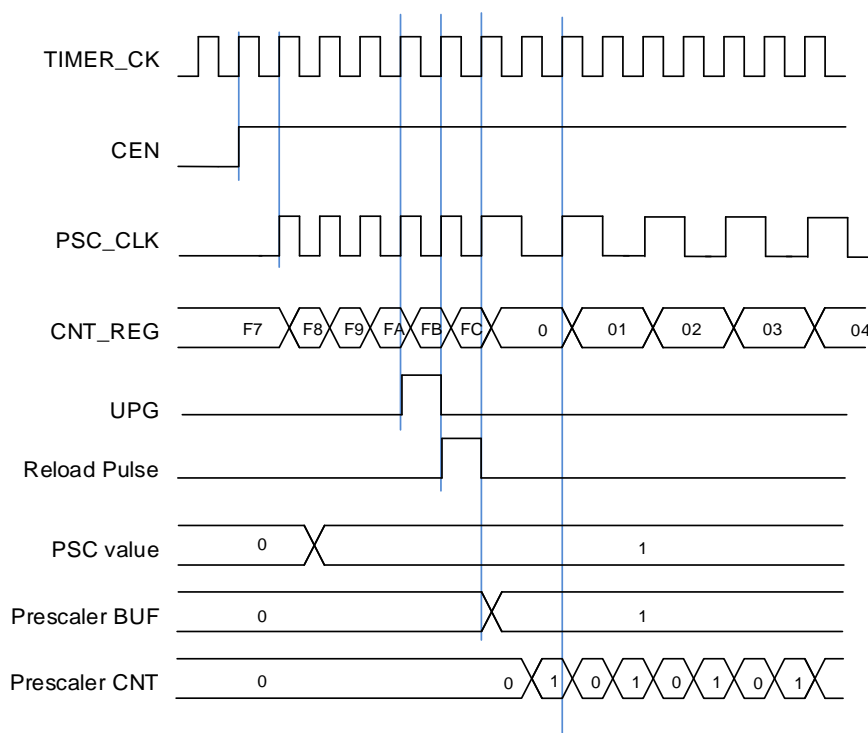 TIMER_CK
CEN
PSC_CLK
CNT_REG F7 F8 F9 FA FB FC 0 01 02 03 04
UPG
Reload Pulse
PSC value 0 1
Prescaler BUF 0 1
Prescaler CNT 0 0 1 0 1 0 1 0 1